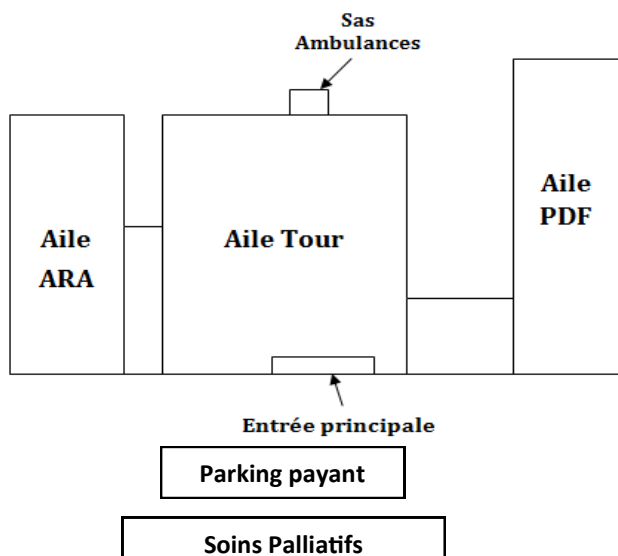 Sas
Ambulances
Aile
ARA
Aile Tour
Aile
PDF
Entrée principale
Parking payant
Soins Palliatifs